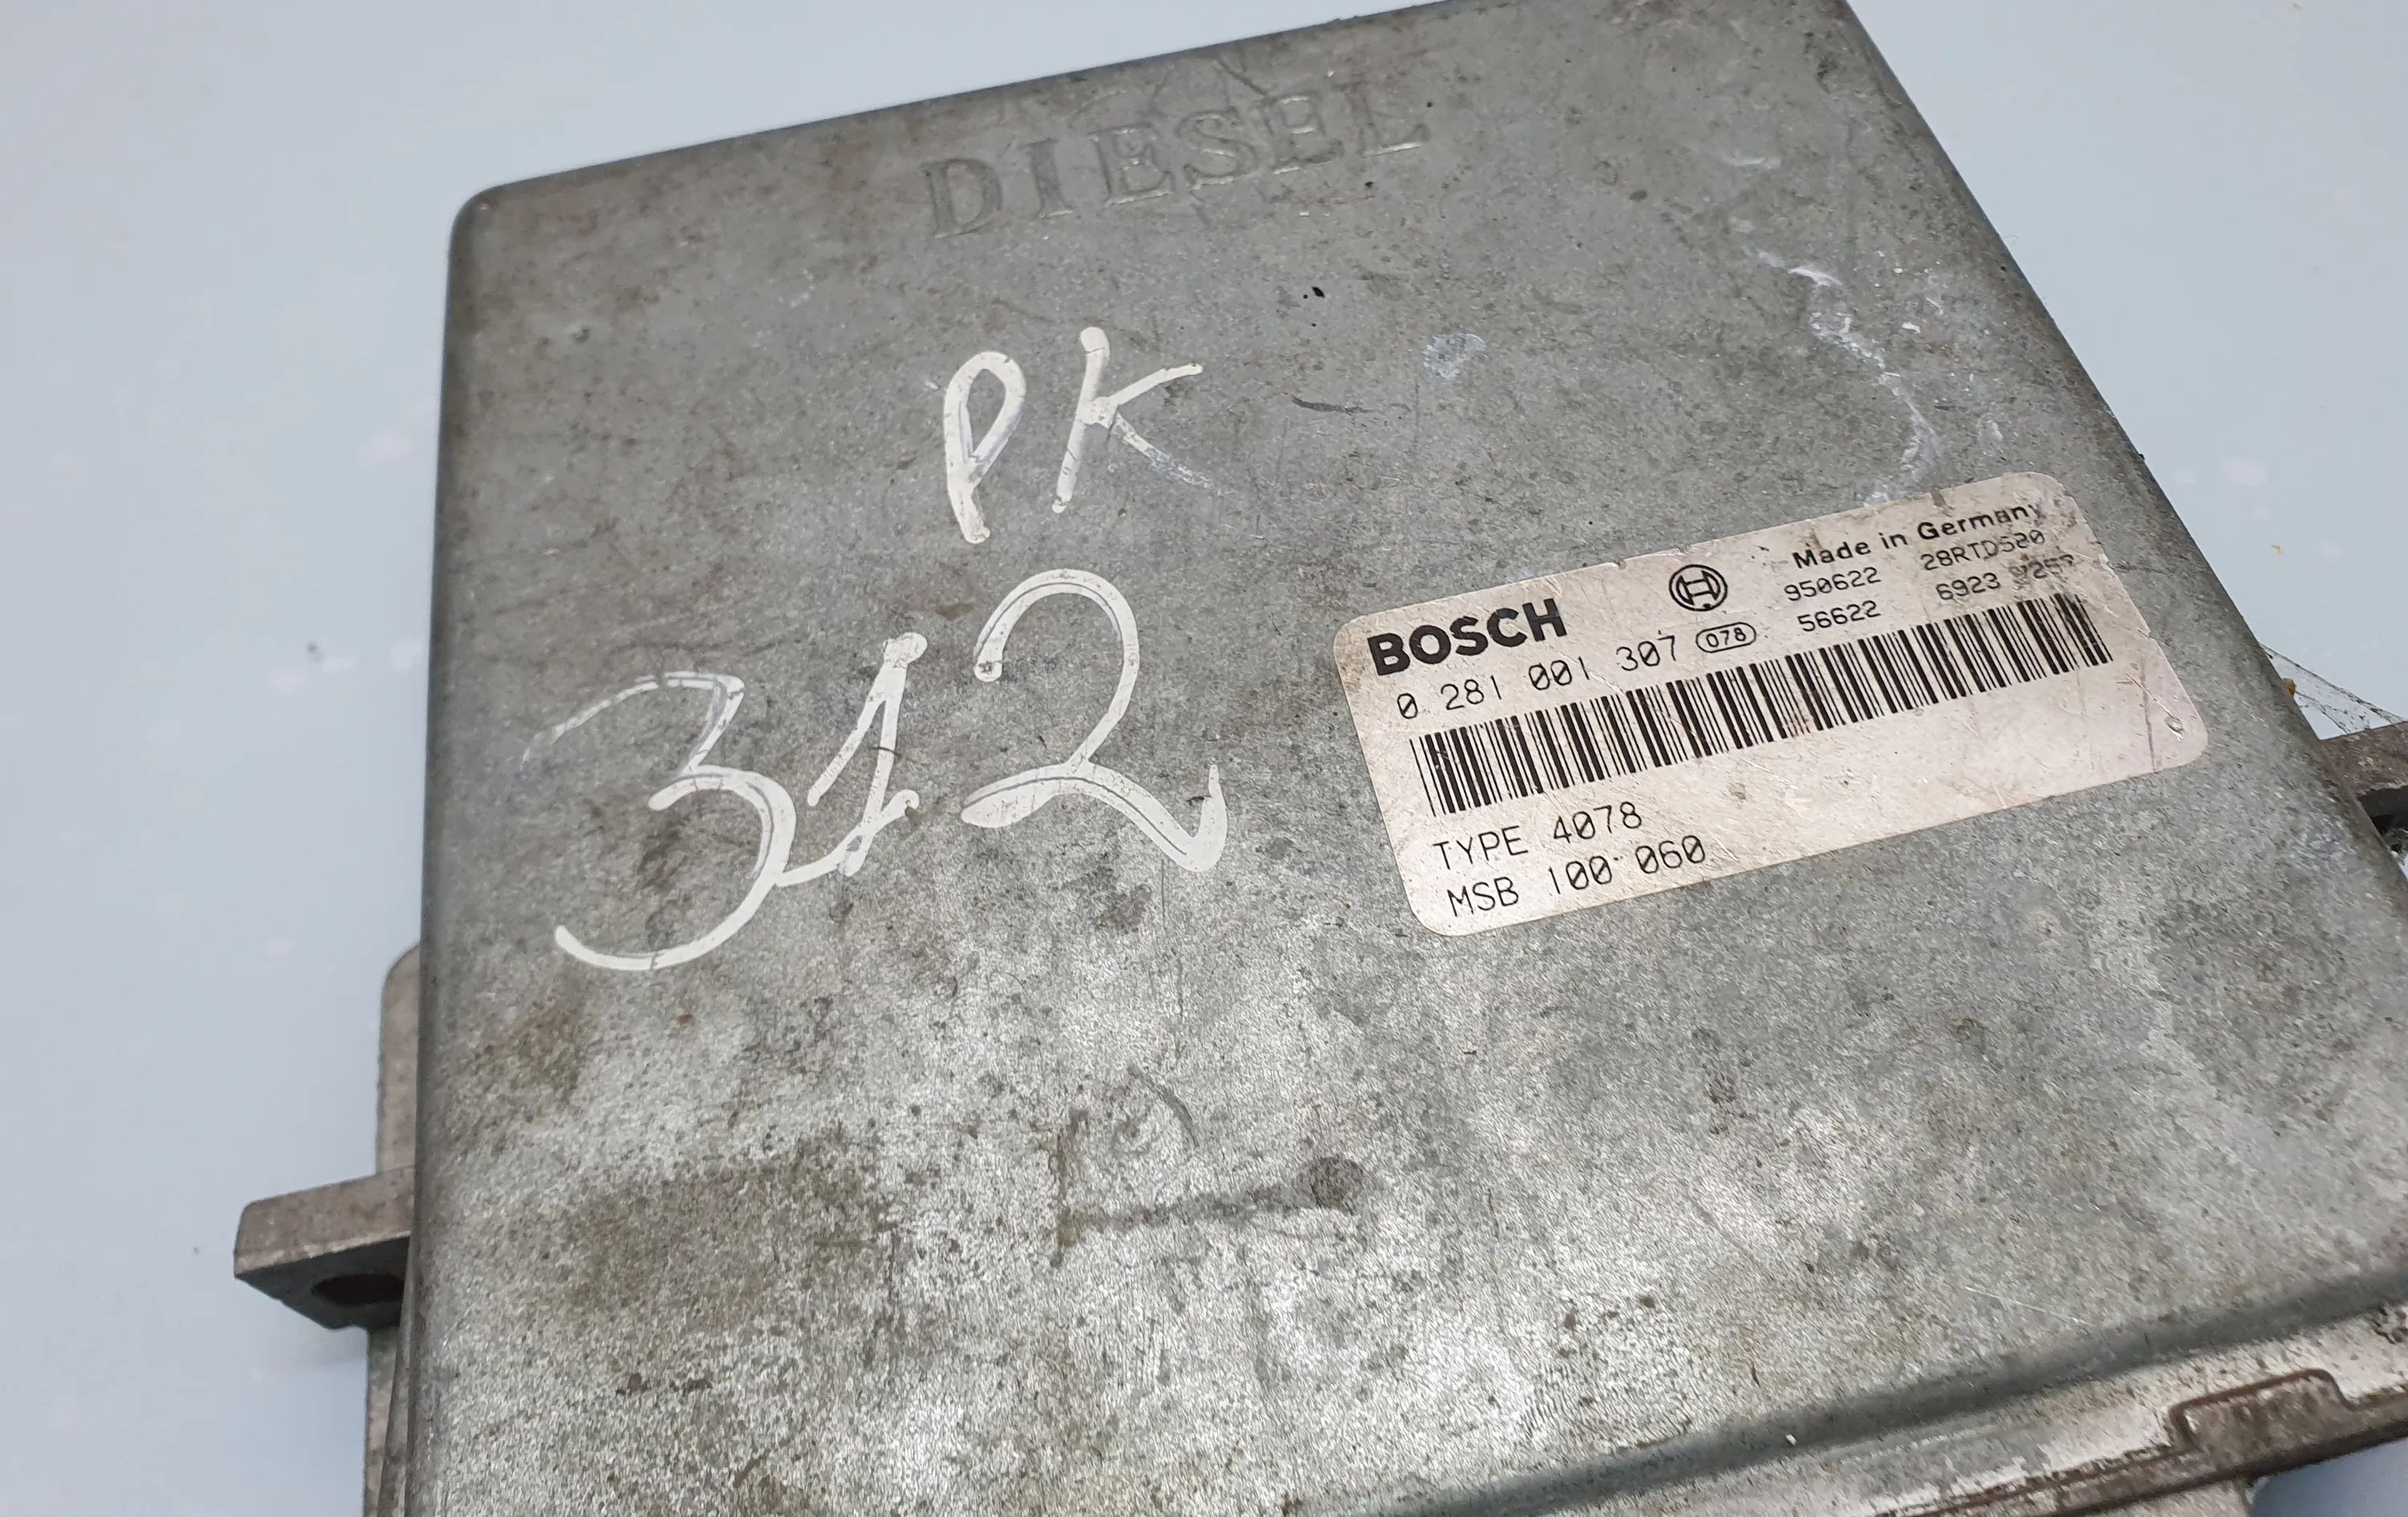 DIESEL
PK
312
Made in Germany
BOSCH 950622 28RTD520
0 281 001 307 078 56622 6923
TYPE 4078
MSB 100 060